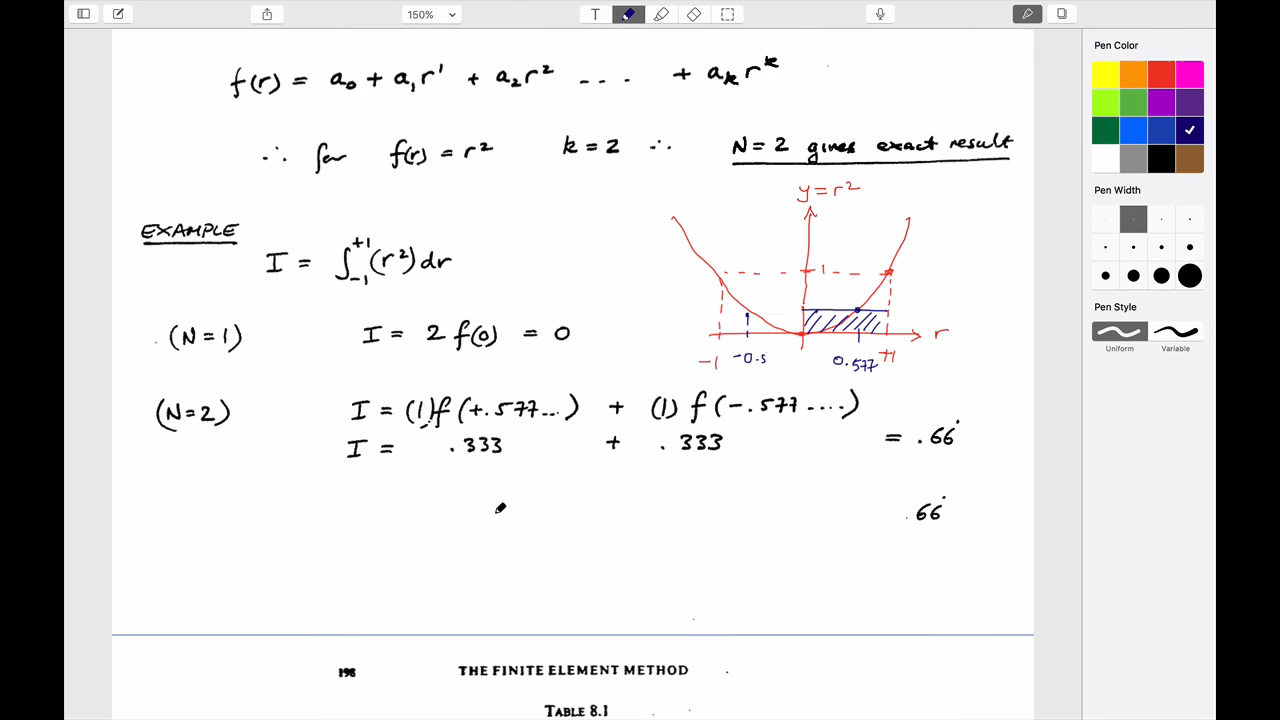 150%
T
f(r) = a₀ + a₁r¹ + a₂r² .... + aₖrᵏ
∴ for f(r) = r² k = 2 ∴ N = 2 gives exact result
y = r²
EXAMPLE
I = ∫₋₁⁺¹(r²)dr
1
(N = 1) I = 2 f(0) = 0
r
-1 -0.5 0.577 +1
(N=2) I = (1)f(+.577...) + (1) f(-.577....)
I = .333 + .333 = .66̇
.66̇
196 THE FINITE ELEMENT METHOD
TABLE 8.1
Pen Color
Pen Width
Pen Style
Uniform Variable